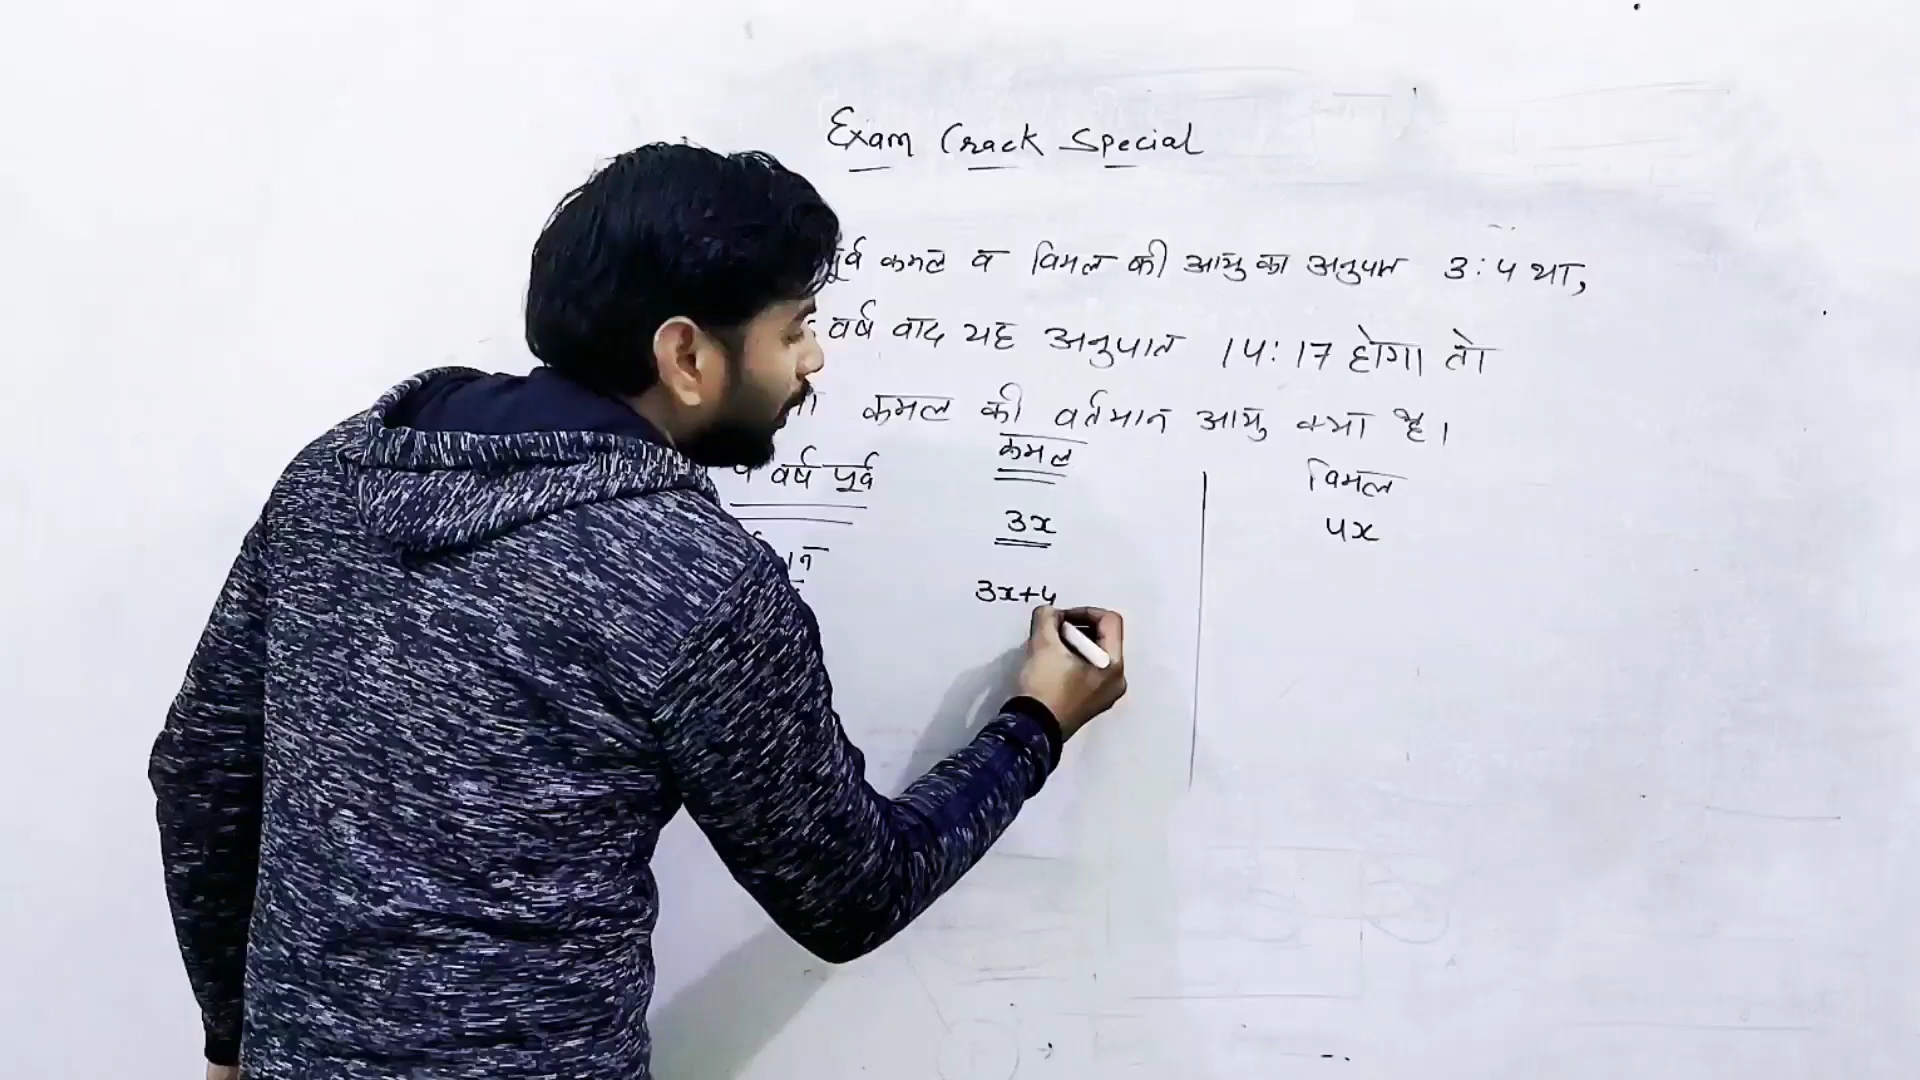 Exam Crack Special
पूर्व कमल व विमल की आयु का अनुपात 3:4 था,
वर्ष बाद यह अनुपात 14:17 होगा तो
कमल की वर्तमान आयु क्या है।
वर्ष पूर्व कमल विमल
3x 4x
3x+4